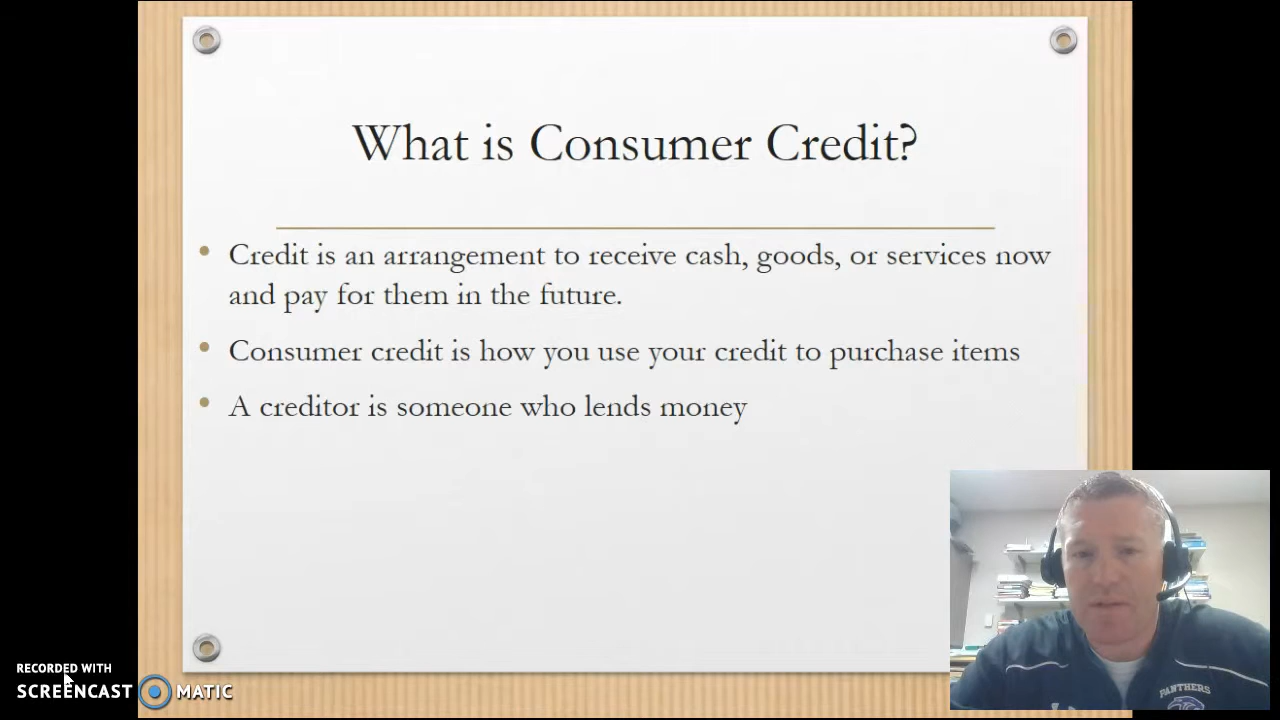 What is Consumer Credit?
• Credit is an arrangement to receive cash, goods, or services now
and pay for them in the future.
• Consumer credit is how you use your credit to purchase items
• A creditor is someone who lends money
PANTHERS
RECORDED WITH
SCREENCAST MATIC